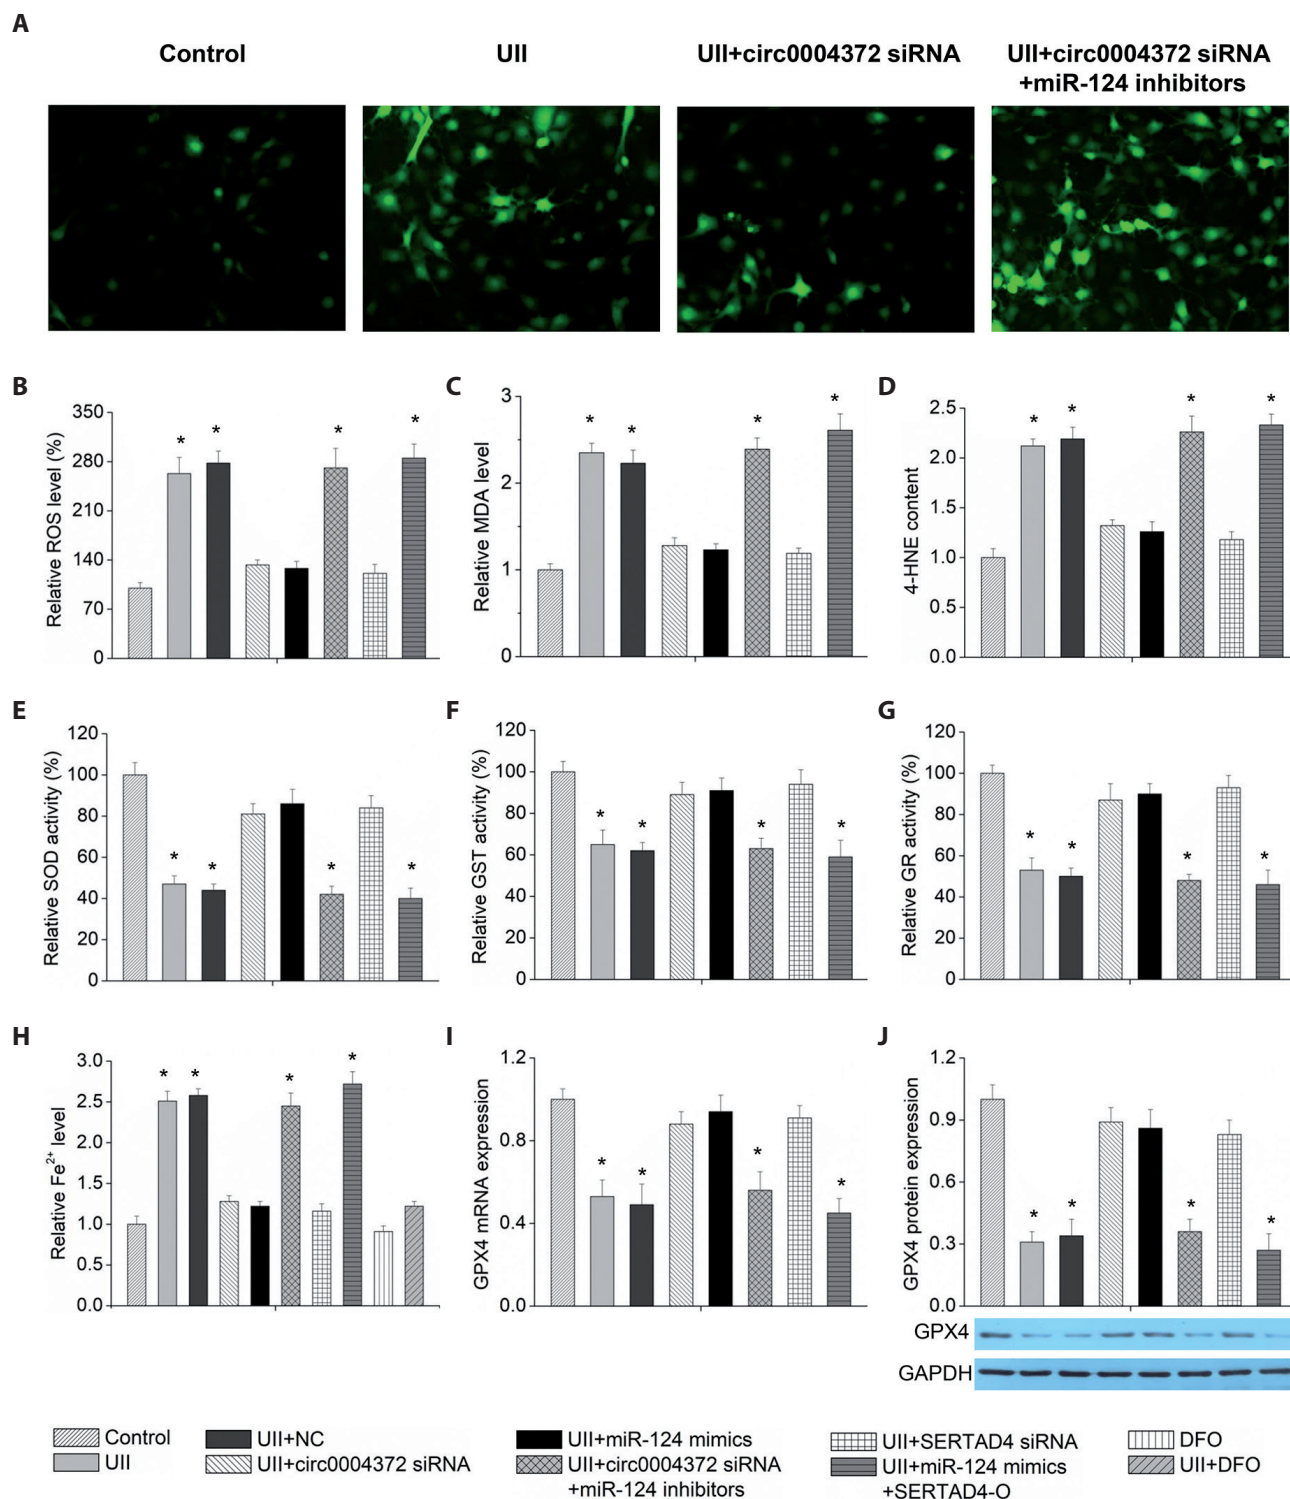 A
Control
UII
UII+circ0004372 siRNA
UII+circ0004372 siRNA
+miR-124 inhibitors
B
Relative ROS level (%)
350
280
210
140
70
0
* * * *
C
Relative MDA level
3
2
1
0
* * * *
D
4-HNE content
2.5
2.0
1.5
1.0
0.5
0.0
* * * *
E
Relative SOD activity (%)
120
100
80
60
40
20
0
* * * *
F
Relative GST activity (%)
120
100
80
60
40
20
0
* * * *
G
Relative GR activity (%)
120
100
80
60
40
20
0
* * * *
H
Relative Fe²⁺ level
3.0
2.5
2.0
1.5
1.0
0.5
0.0
* * * *
I
GPX4 mRNA expression
1.2
0.8
0.4
0.0
* * * *
J
GPX4 protein expression
1.2
0.9
0.6
0.3
0.0
* * * *
GPX4
GAPDH
Control
UII
UII+NC
UII+circ0004372 siRNA
UII+miR-124 mimics
UII+circ0004372 siRNA
+miR-124 inhibitors
UII+SERTAD4 siRNA
UII+miR-124 mimics
+SERTAD4-O
DFO
UII+DFO